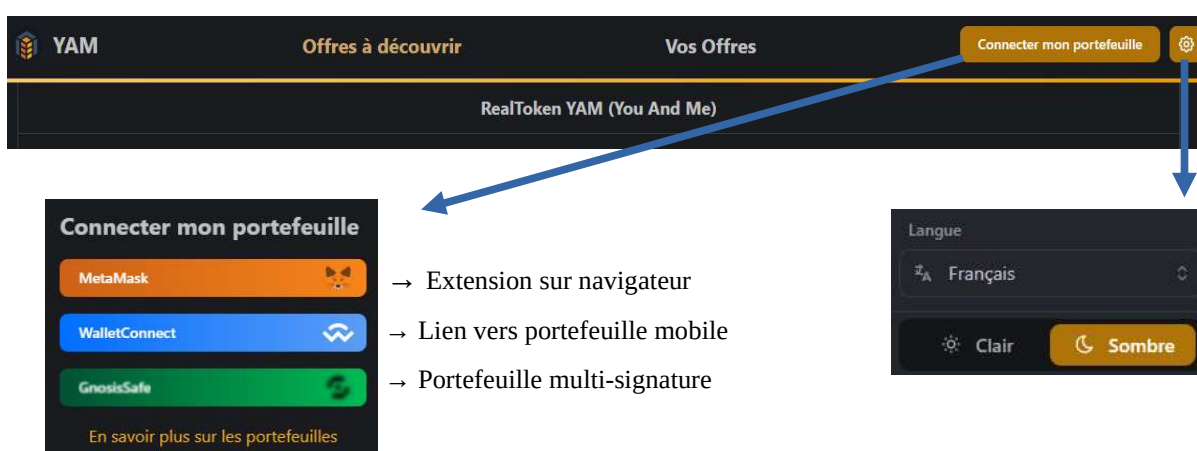 YAM Offres à découvrir Vos Offres Connecter mon portefeuille
RealToken YAM (You And Me)
Connecter mon portefeuille
MetaMask → Extension sur navigateur
WalletConnect → Lien vers portefeuille mobile
GnosisSafe → Portefeuille multi-signature
En savoir plus sur les portefeuilles
Langue
Français
Clair Sombre